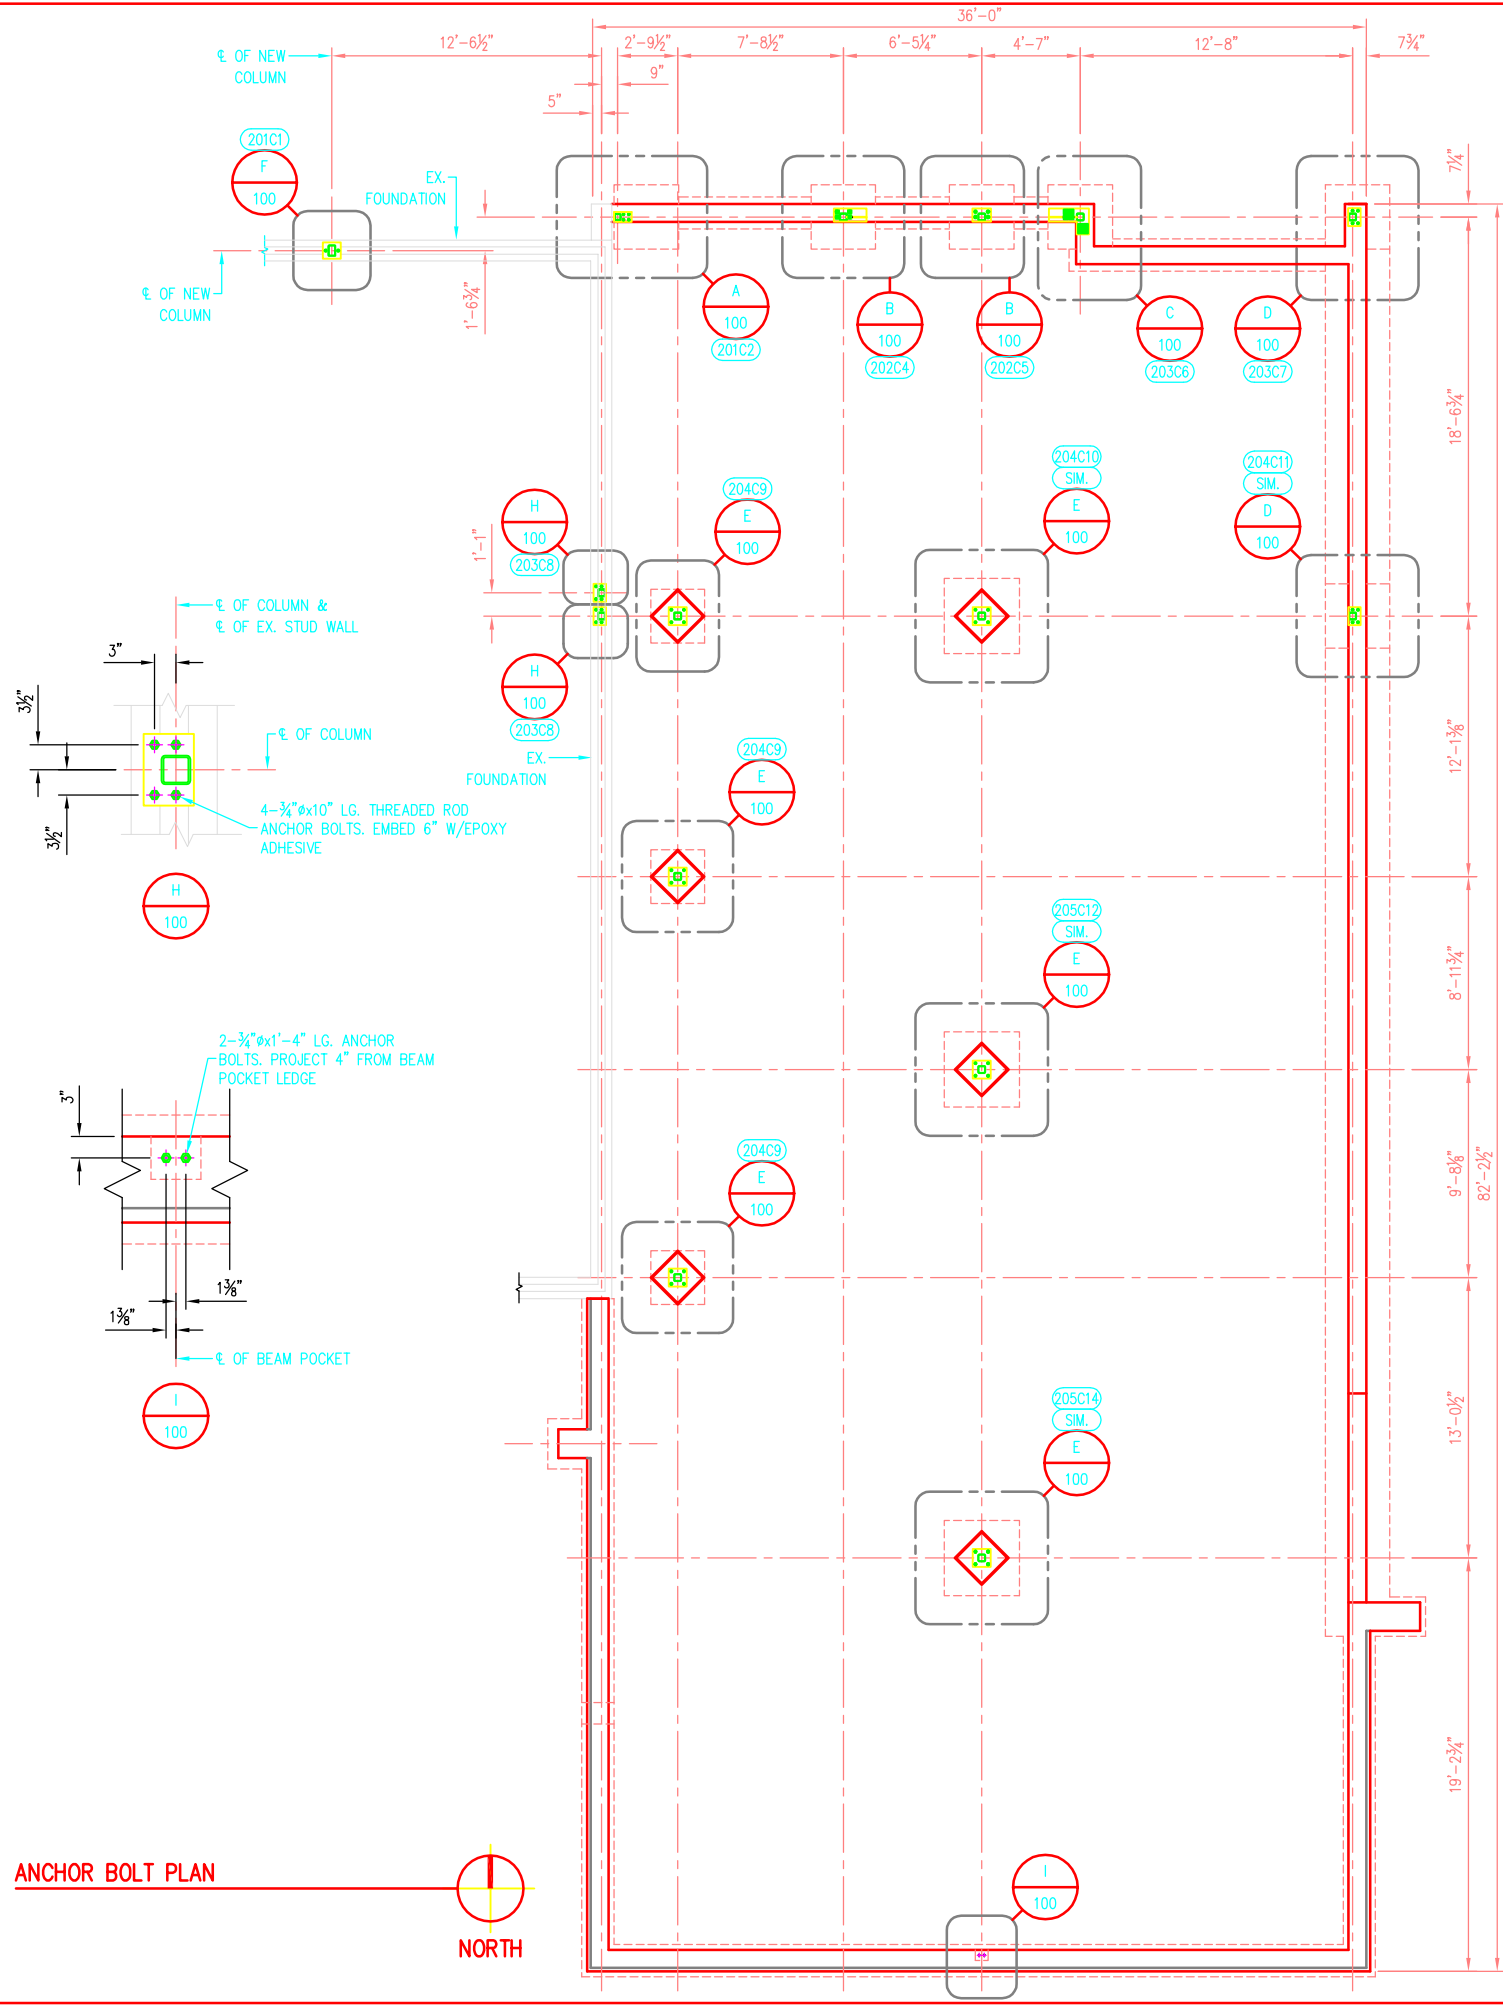 36'-0"
12'-6½"
2'-9½"
7'-8½"
6'-5¼"
4'-7"
12'-8"
7¾"
℄ OF NEW
COLUMN
9"
5"
201C1
F
100
EX.
FOUNDATION
7¼"
℄ OF NEW
COLUMN
1'-6¾"
A
100
201C2
B
100
202C4
B
100
202C5
C
100
203C6
D
100
203C7
18'-6¾"
H
100
203C8
1'-1"
204C9
E
100
204C10
SIM.
E
100
204C11
SIM.
D
100
H
100
203C8
℄ OF COLUMN &
℄ OF EX. STUD WALL
3"
3½"
℄ OF COLUMN
3½"
4-¾"øx10" LG. THREADED ROD
ANCHOR BOLTS. EMBED 6" W/EPOXY
ADHESIVE
H
100
EX.
FOUNDATION
204C9
E
100
12'-1⅜"
205C12
SIM.
E
100
8'-11¾"
2-¾"øx1'-4" LG. ANCHOR
BOLTS. PROJECT 4" FROM BEAM
POCKET LEDGE
3"
1⅜"
1⅜"
℄ OF BEAM POCKET
I
100
204C9
E
100
9'-8⅛"
82'-2½"
205C14
SIM.
E
100
13'-0½"
19'-2¾"
I
100
ANCHOR BOLT PLAN
NORTH